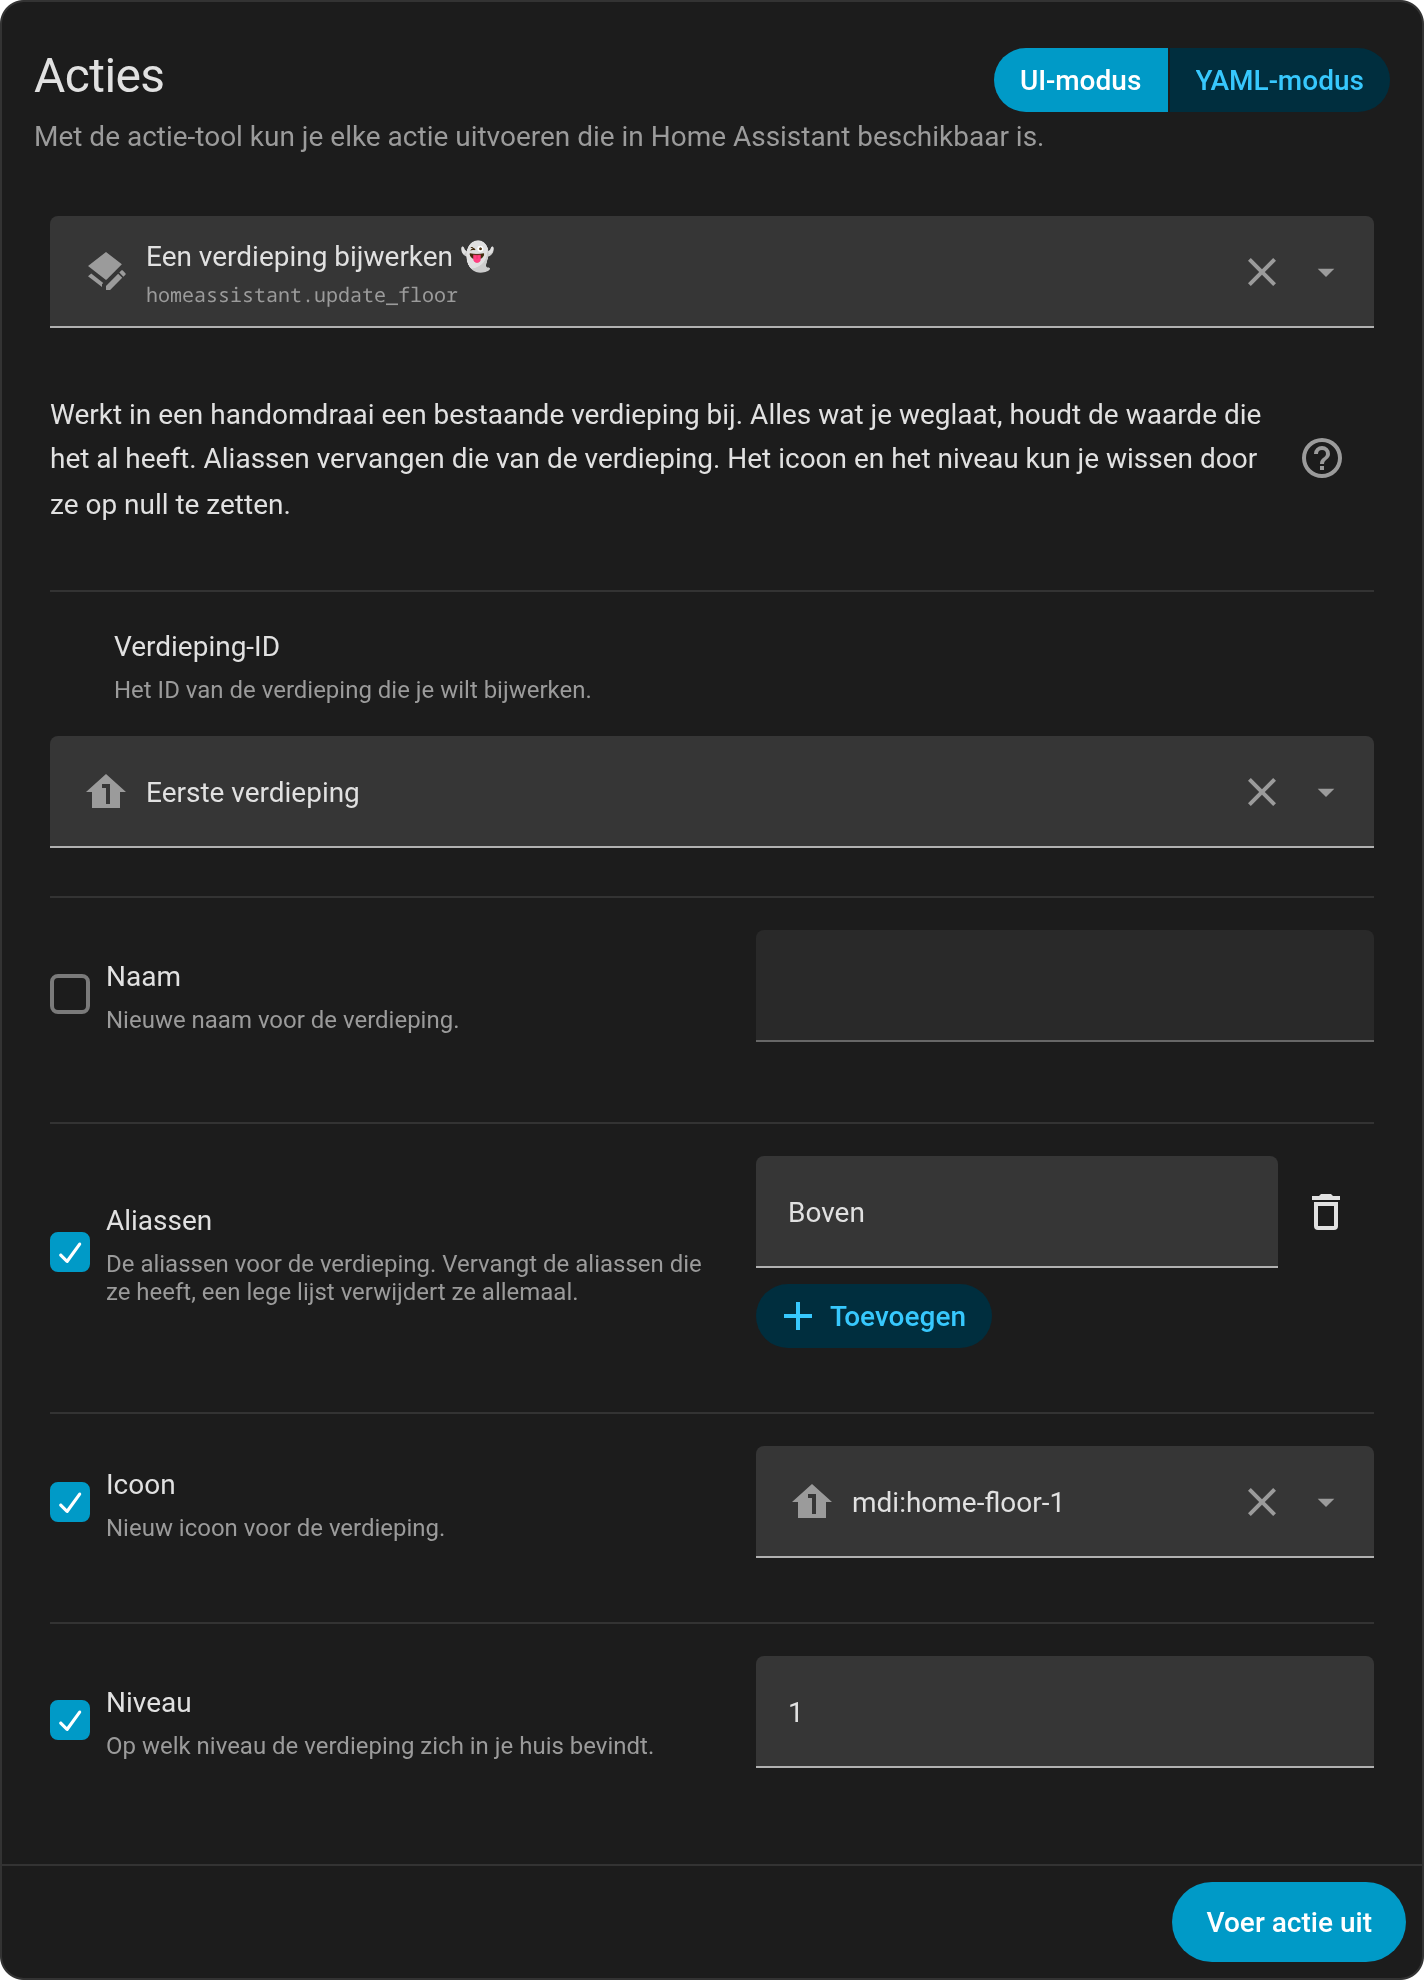 Acties
UI-modus
YAML-modus
Met de actie-tool kun je elke actie uitvoeren die in Home Assistant beschikbaar is.
Een verdieping bijwerken 👻
homeassistant.update_floor
Werkt in een handomdraai een bestaande verdieping bij. Alles wat je weglaat, houdt de waarde die
het al heeft. Aliassen vervangen die van de verdieping. Het icoon en het niveau kun je wissen door
ze op null te zetten.
Verdieping-ID
Het ID van de verdieping die je wilt bijwerken.
Eerste verdieping
Naam
Nieuwe naam voor de verdieping.
Aliassen
De aliassen voor de verdieping. Vervangt de aliassen die
ze heeft, een lege lijst verwijdert ze allemaal.
Boven
Toevoegen
Icoon
Nieuw icoon voor de verdieping.
mdi:home-floor-1
Niveau
Op welk niveau de verdieping zich in je huis bevindt.
1
Voer actie uit